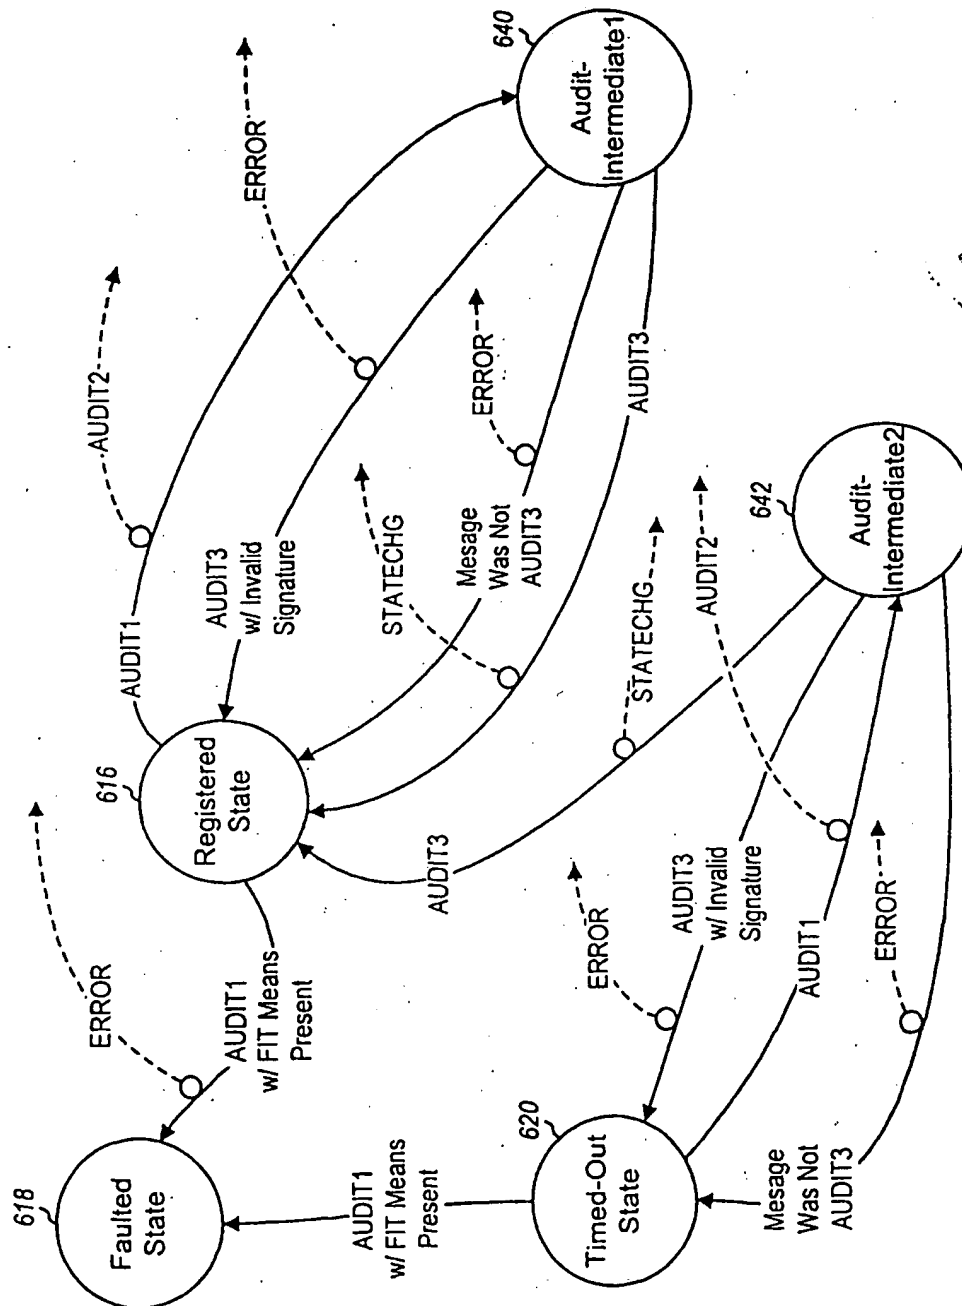 618
Faulted
State
ERROR
AUDIT1
w/ FIT Means
Present
AUDIT1
w/ FIT Means
Present
616
Registered
State
620
Timed-Out
State
AUDIT1
AUDIT2
AUDIT3
w/ Invalid
Signature
ERROR
Mesage
Was Not
AUDIT3
ERROR
STATECHG
AUDIT3
640
Audit-
Intermediate1
AUDIT3
STATECHG
AUDIT3
w/ Invalid
Signature
ERROR
AUDIT1
AUDIT2
Mesage
Was Not
AUDIT3
ERROR
642
Audit-
Intermediate2